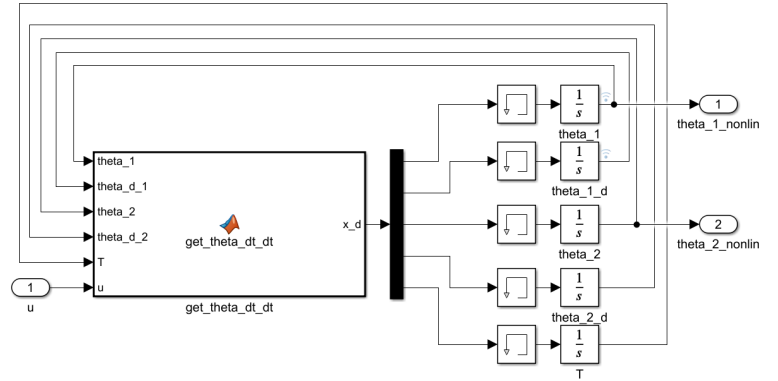 1
s
theta_1
1
theta_1_nonlin
theta_1
theta_d_1
theta_2
theta_d_2
T
u
get_theta_dt_dt
x_d
get_theta_dt_dt
1
u
1
s
theta_1_d
1
s
theta_2
2
theta_2_nonlin
1
s
theta_2_d
1
s
T